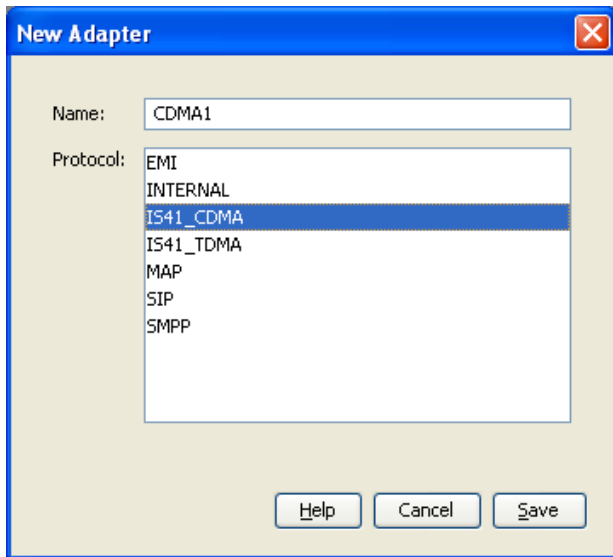 New Adapter
Name: CDMA1
Protocol: EMI
INTERNAL
IS41_CDMA
IS41_TDMA
MAP
SIP
SMPP
Help Cancel Save